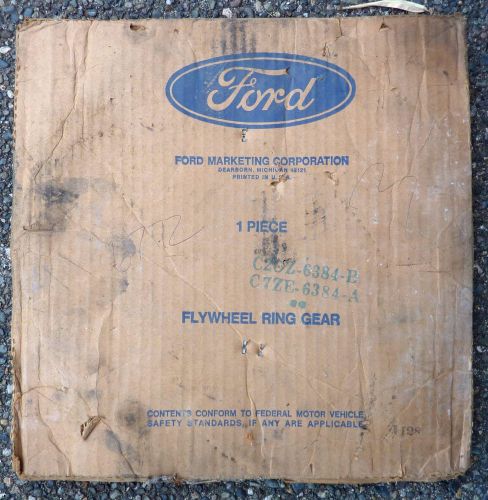 Ford
FORD MARKETING CORPORATION
DEARBORN, MICHIGAN 48121
PRINTED IN U.S.A.
1 PIECE
C2OZ-6384-B
C7ZE-6384-A
FLYWHEEL RING GEAR
CONTENTS CONFORM TO FEDERAL MOTOR VEHICLE
SAFETY STANDARDS, IF ANY ARE APPLICABLE